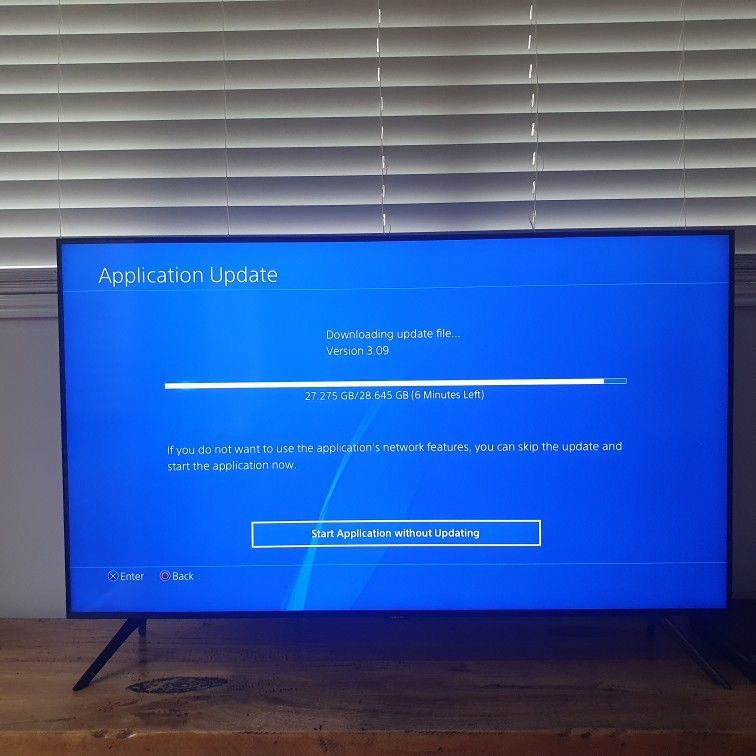 Application Update
Downloading update file...
Version 3.09
27.275 GB/28.645 GB (6 Minutes Left)
If you do not want to use the application's network features, you can skip the update and
start the application now.
Start Application without Updating
Enter Back